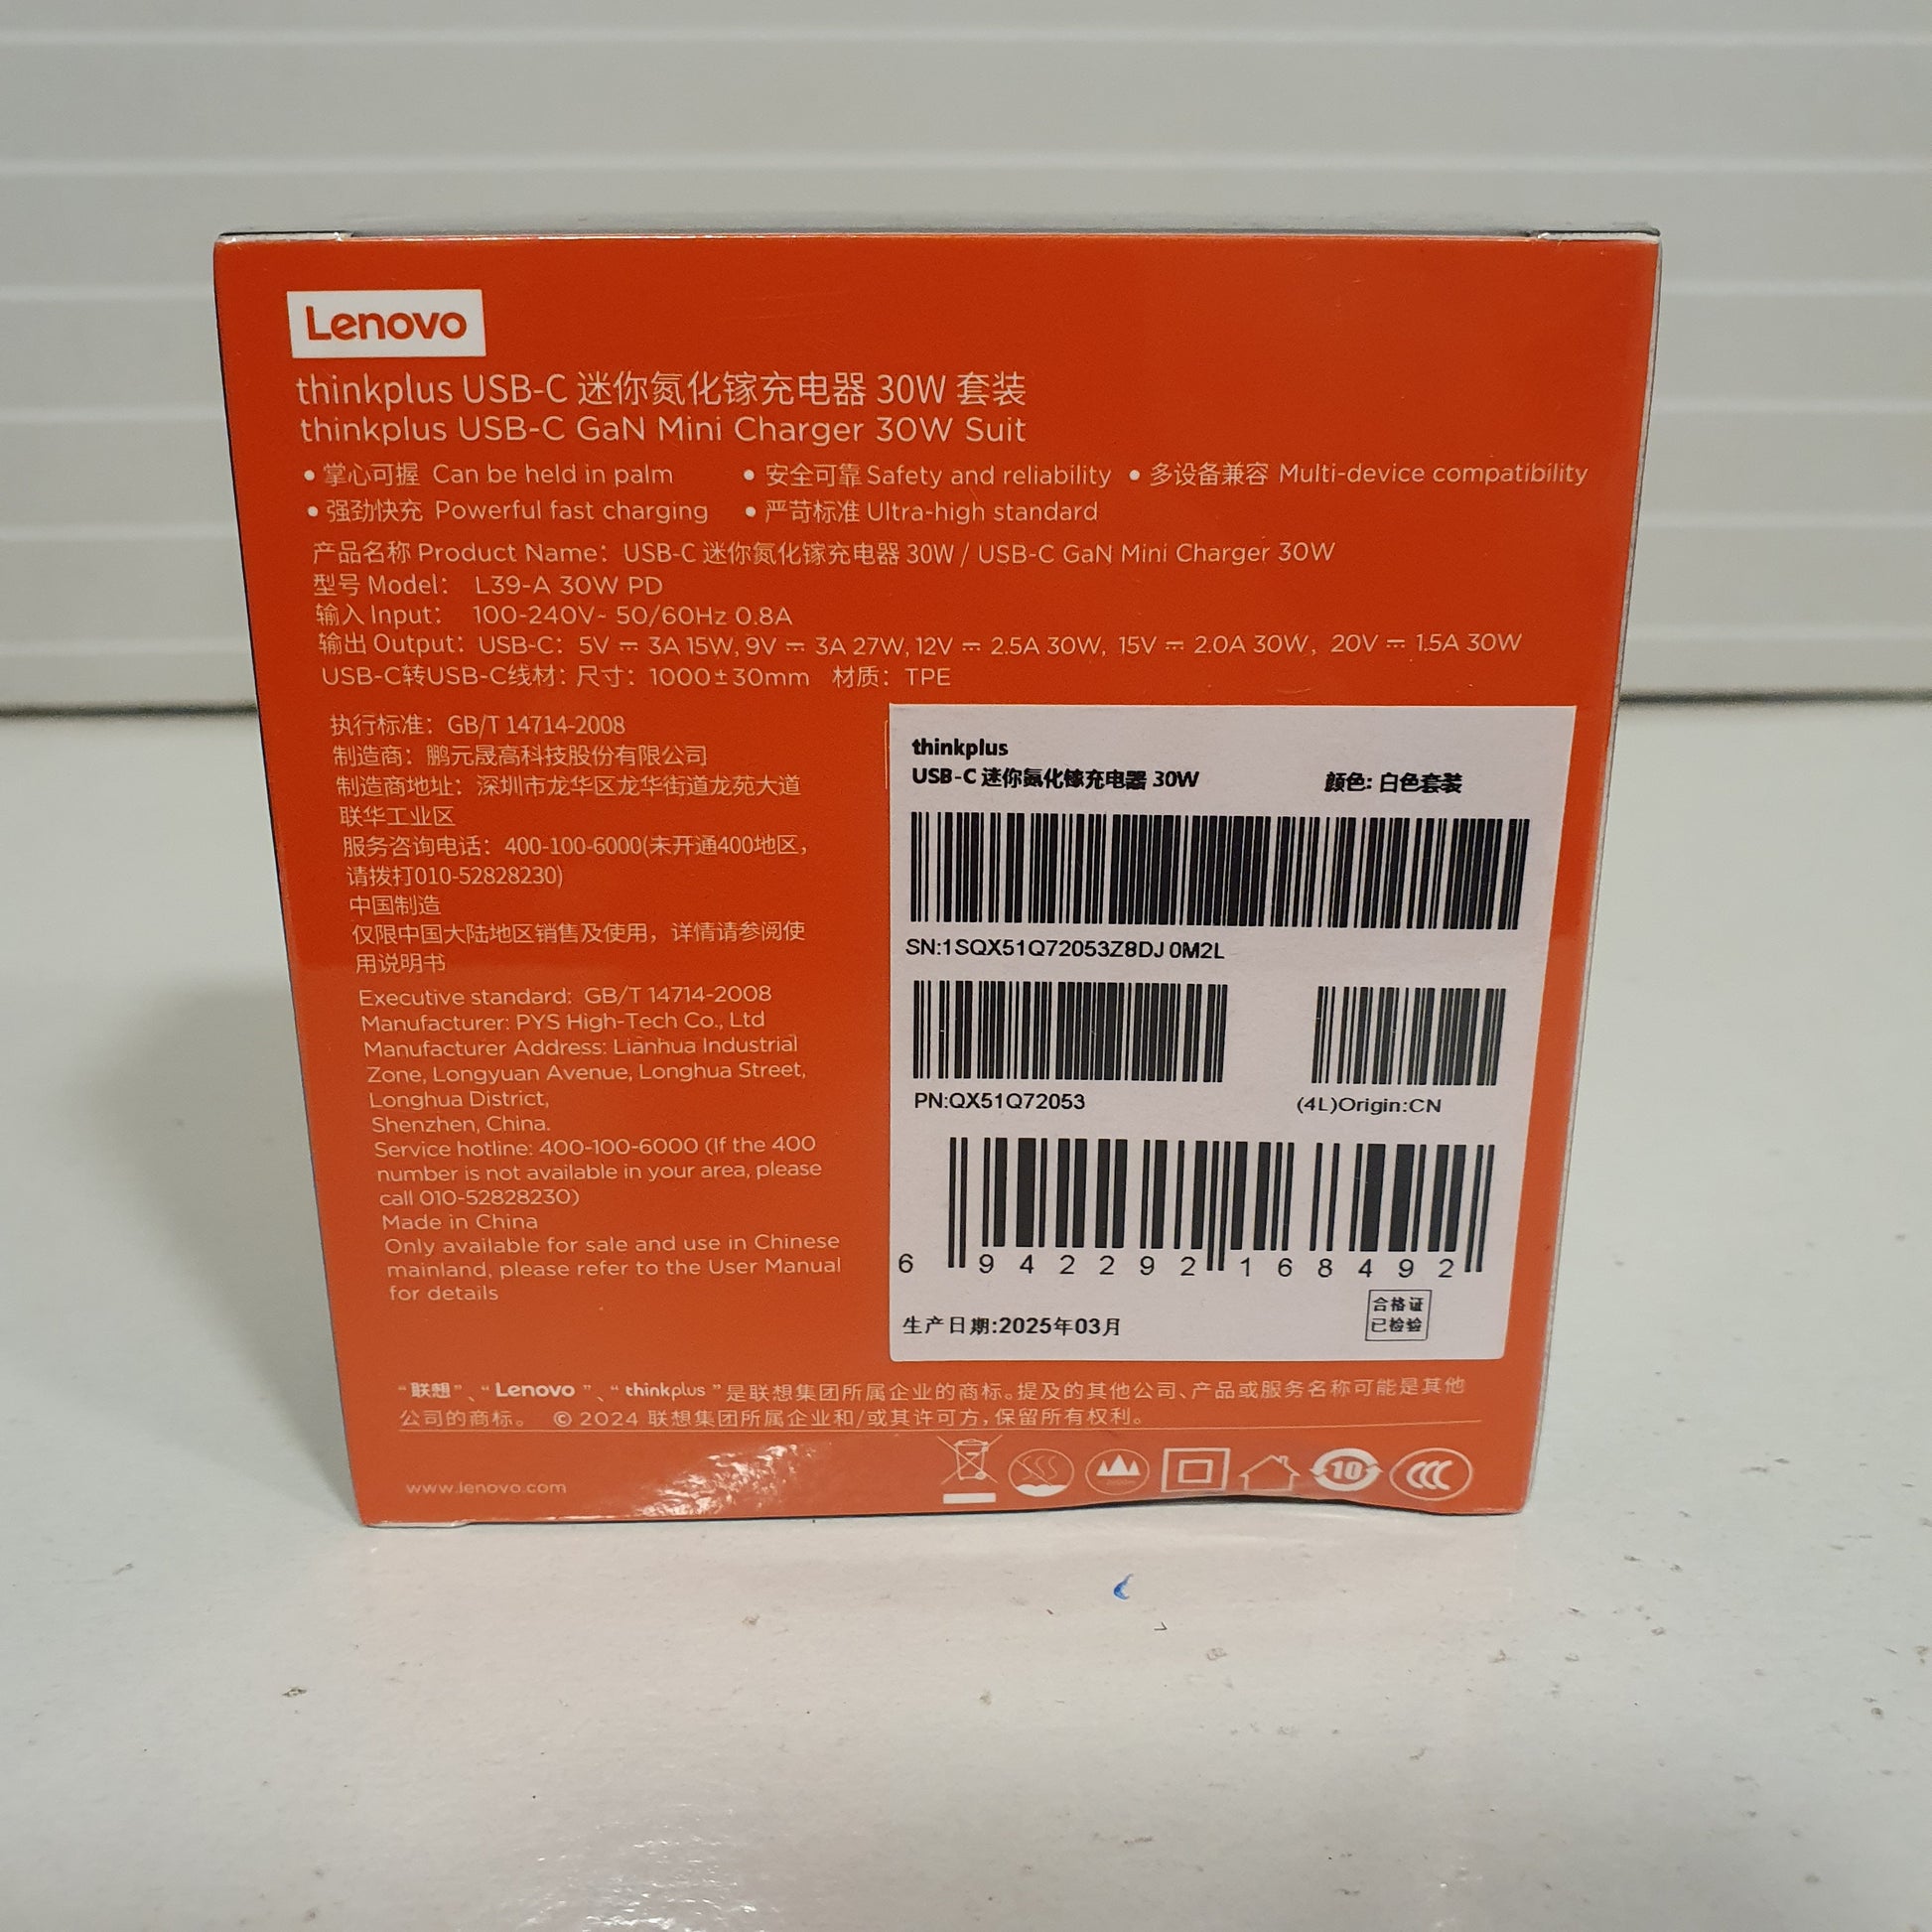 Lenovo
thinkplus USB-C 迷你氮化镓充电器 30W 套装
thinkplus USB-C GaN Mini Charger 30W Suit
• 掌心可握 Can be held in palm • 安全可靠 Safety and reliability • 多设备兼容 Multi-device compatibility
• 强劲快充 Powerful fast charging • 严苛标准 Ultra-high standard
产品名称 Product Name： USB-C 迷你氮化镓充电器 30W / USB-C GaN Mini Charger 30W
型号 Model： L39-A 30W PD
输入 Input： 100-240V~ 50/60Hz 0.8A
输出 Output：USB-C：5V ⎓ 3A 15W, 9V ⎓ 3A 27W, 12V ⎓ 2.5A 30W, 15V ⎓ 2.0A 30W, 20V ⎓ 1.5A 30W
USB-C转USB-C线材：尺寸：1000±30mm 材质：TPE
执行标准：GB/T 14714-2008
制造商：鹏元晟高科技股份有限公司
制造商地址：深圳市龙华区龙华街道龙苑大道
联华工业区
服务咨询电话：400-100-6000(未开通400地区，
请拨打010-52828230)
中国制造
仅限中国大陆地区销售及使用，详情请参阅使
用说明书
Executive standard: GB/T 14714-2008
Manufacturer: PYS High-Tech Co., Ltd
Manufacturer Address: Lianhua Industrial
Zone, Longyuan Avenue, Longhua Street,
Longhua District,
Shenzhen, China.
Service hotline: 400-100-6000 (If the 400
number is not available in your area, please
call 010-52828230)
Made in China
Only available for sale and use in Chinese
mainland, please refer to the User Manual
for details
thinkplus
USB-C 迷你氮化镓充电器 30W 颜色: 白色套装
SN:1SQX51Q72053Z8DJ0M2L
PN:QX51Q72053 (4L)Origin:CN
6 942292 168492
生产日期:2025年03月
合格证
已检验
“联想”、“Lenovo”、“thinkplus”是联想集团所属企业的商标。提及的其他公司、产品或服务名称可能是其他
公司的商标。 © 2024 联想集团所属企业和/或其许可方，保留所有权利。
www.lenovo.com
10
CCC